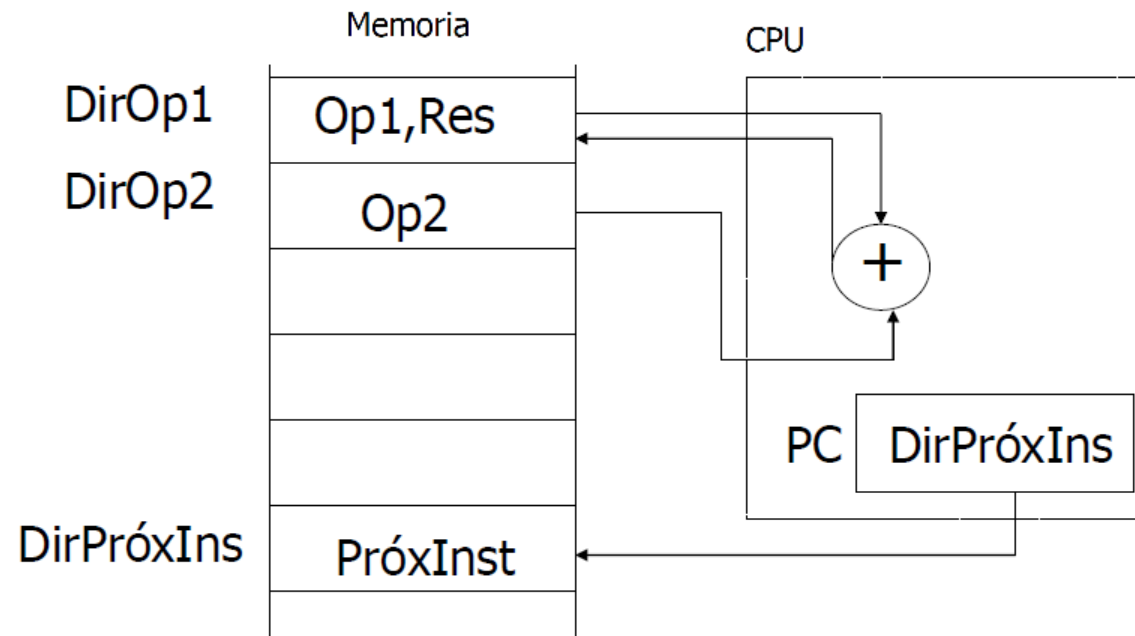 Memoria
CPU
DirOp1
Op1,Res
DirOp2
Op2
+
PC
DirPróxIns
DirPróxIns
PróxInst